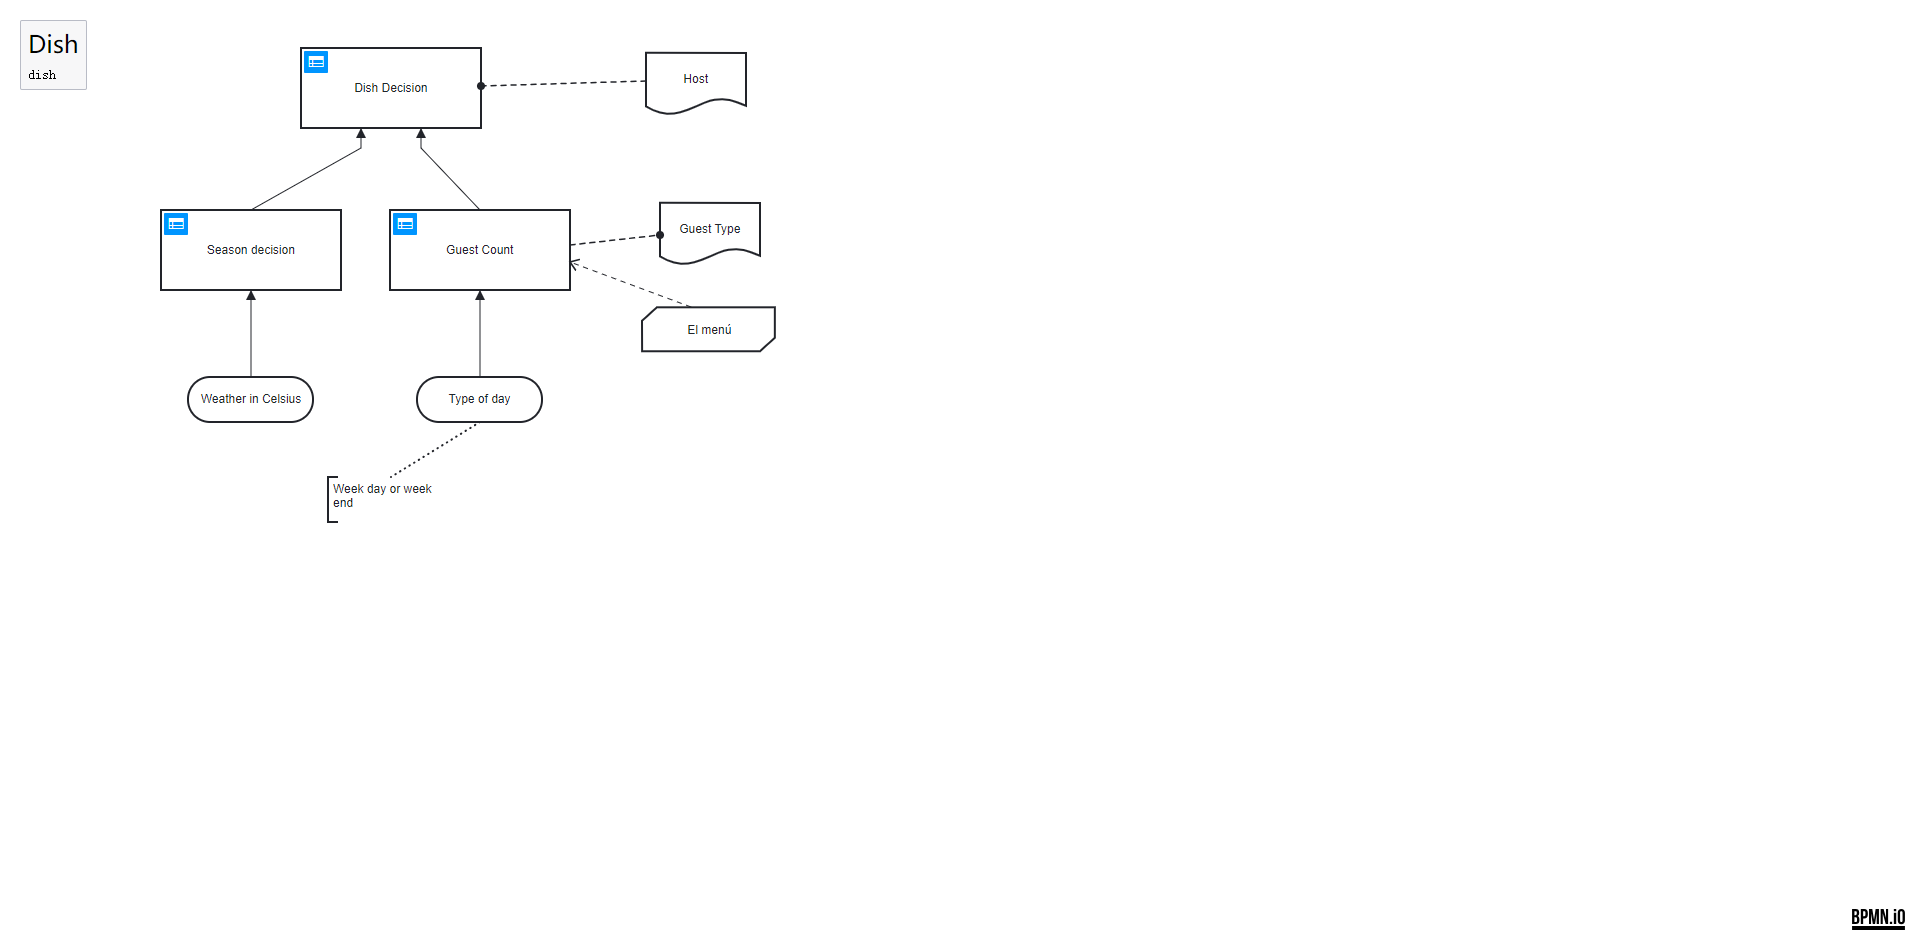 Dish
dish
Dish Decision
Host
Season decision
Guest Count
Guest Type
El menú
Weather in Celsius
Type of day
Week day or week
end
BPMN.iO